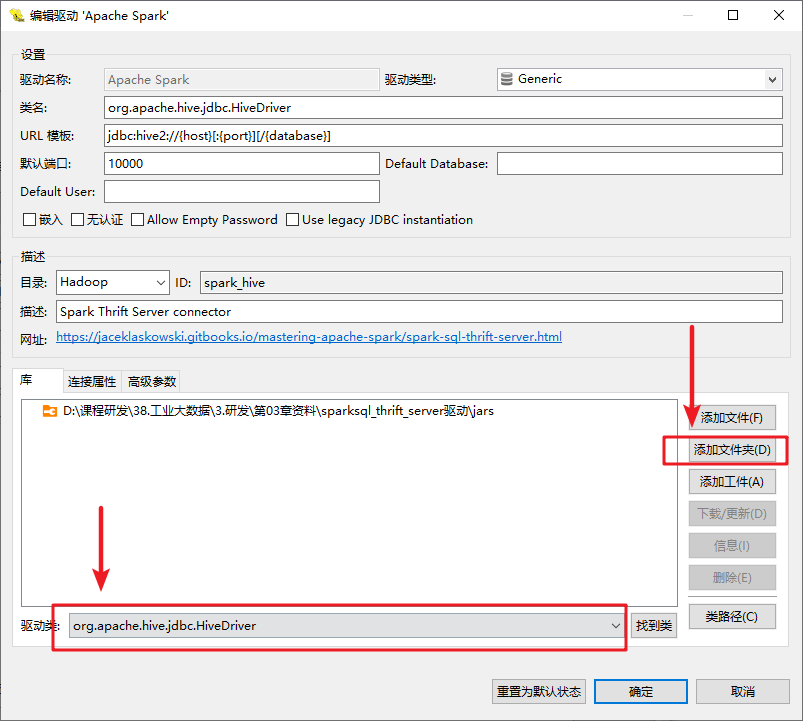 编辑驱动 'Apache Spark'
设置
驱动名称: Apache Spark 驱动类型: Generic
类名: org.apache.hive.jdbc.HiveDriver
URL 模板: jdbc:hive2://{host}[:{port}][/{database}]
默认端口: 10000 Default Database:
Default User:
嵌入 无认证 Allow Empty Password Use legacy JDBC instantiation
描述
目录: Hadoop ID: spark_hive
描述: Spark Thrift Server connector
网址: https://jaceklaskowski.gitbooks.io/mastering-apache-spark/spark-sql-thrift-server.html
库 连接属性 高级参数
D:\课程研发\38.工业大数据\3.研发\第03章资料\sparksql_thrift_server驱动\jars
添加文件(F)
添加文件夹(D)
添加工件(A)
下载/更新(D)
信息(I)
删除(E)
类路径(C)
驱动类: org.apache.hive.jdbc.HiveDriver 找到类
重置为默认状态 确定 取消